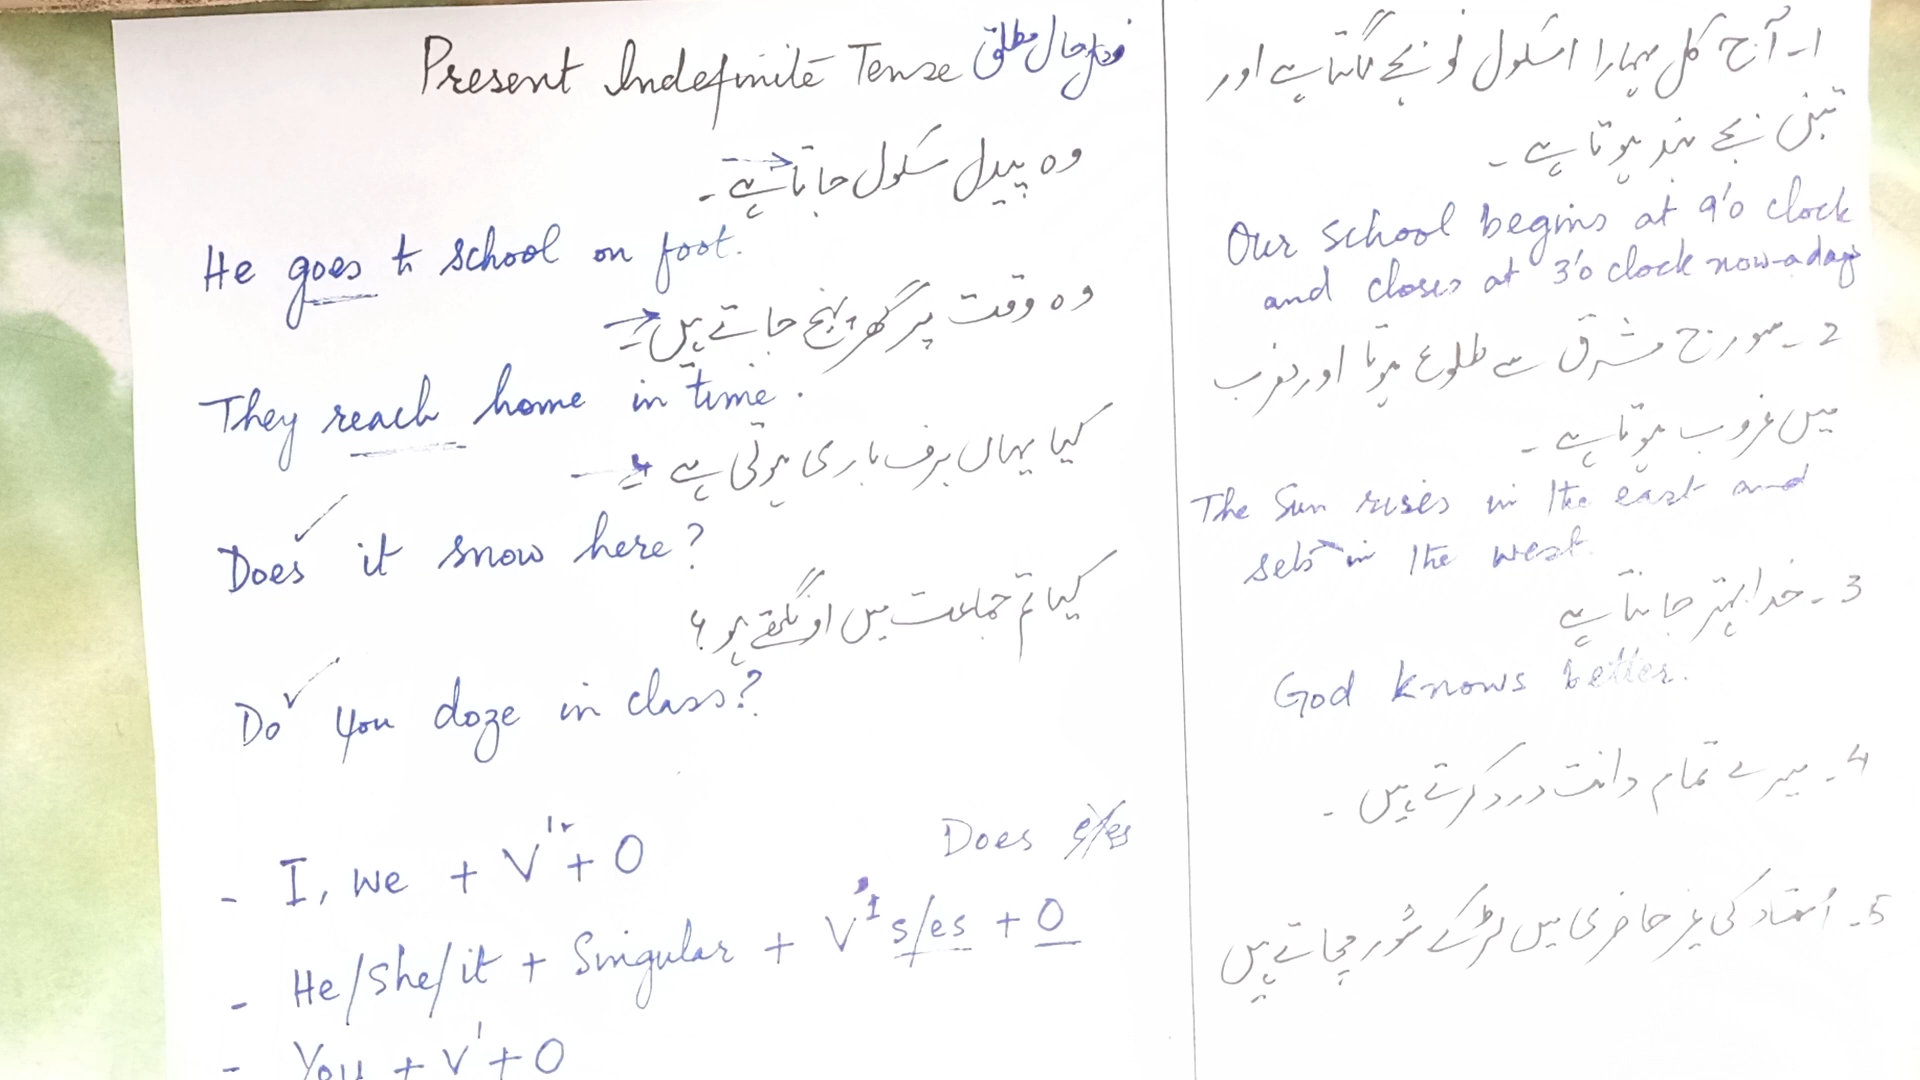 Present Indefinite Tense فعل حال مطلق
وہ پیدل سکول جاتا ہے۔
He goes to school on foot.
وہ وقت پر گھر پہنچ جاتے ہیں۔
They reach home in time.
کیا یہاں برف باری ہوتی ہے ؟
Does it snow here?
کیا تم جماعت میں اونگھتے ہو ؟
Do you doze in class?
- I, we + V¹ + O
Does s/es
- He/She/it + Singular + V¹ s/es + O
- You + V¹ + O
1- آج کل ہمارا اسکول نو بجے لگتا ہے اور
تین بجے بند ہوتا ہے۔
Our school begins at 9'o clock
and closes at 3'o clock now-a days
2- سورج مشرق سے طلوع ہوتا اور مغرب
میں غروب ہوتا ہے۔
The Sun rises in the east and
sets in the west.
3- خدا بہتر جانتا ہے
God knows better.
4- میرے تمام دانت درد کرتے ہیں۔
5- اُستاد کی غیر حاضری میں لڑکے شور مچاتے ہیں